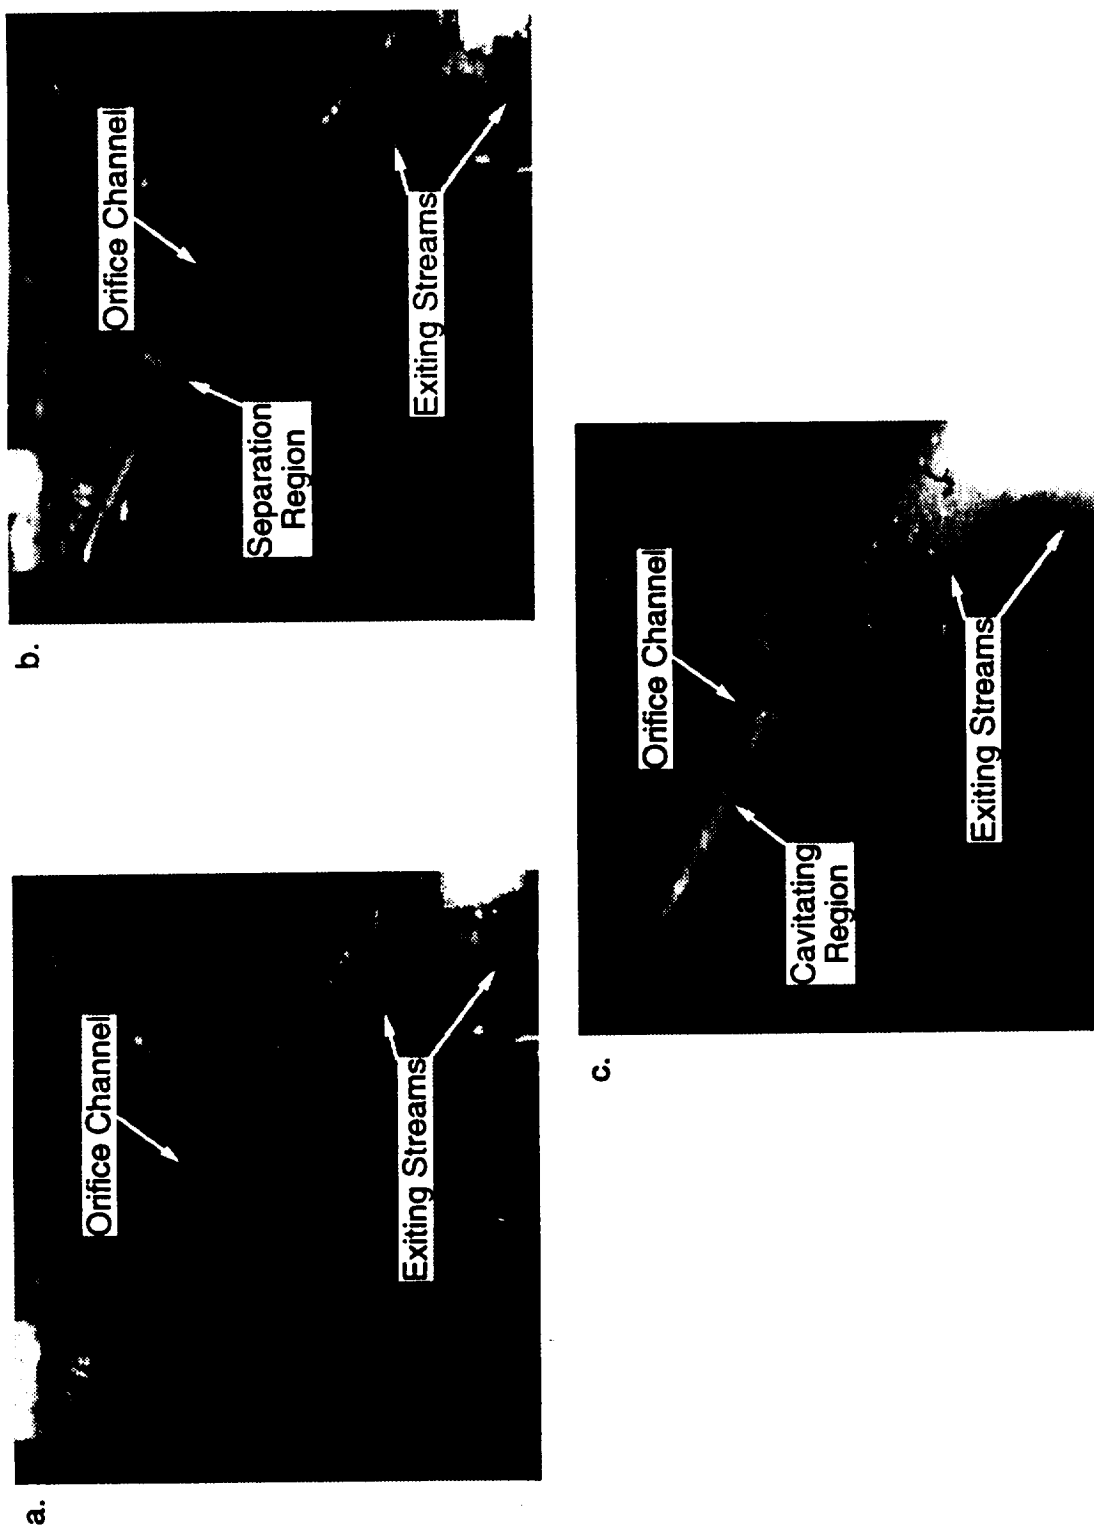 a.
Orifice Channel
Exiting Streams
b.
Orifice Channel
Separation
Region
Exiting Streams
c.
Orifice Channel
Cavitating
Region
Exiting Streams